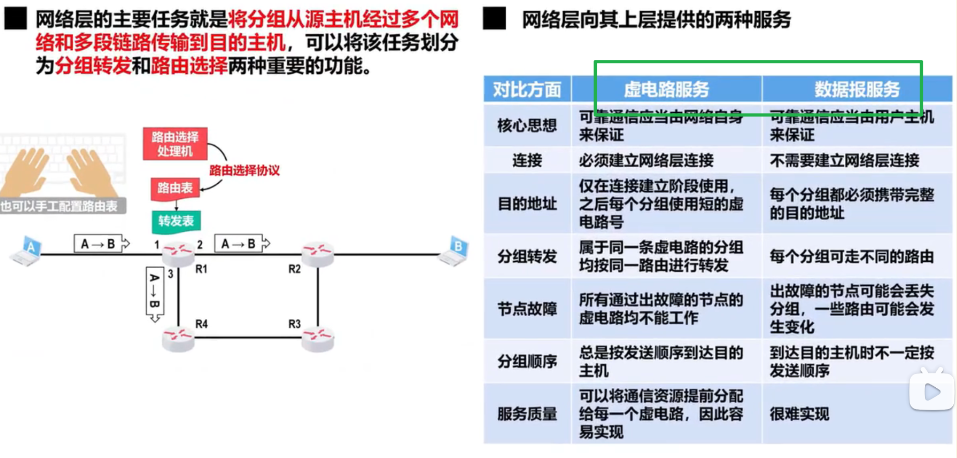 网络层的主要任务就是将分组从源主机经过多个网
络和多段链路传输到目的主机，可以将该任务划分
为分组转发和路由选择两种重要的功能。
路由选择
处理机
路由选择协议
路由表
也可以手工配置路由表
转发表
A
A→B
1
2
A→B
B
R1
R2
3
A→B
R4
R3
网络层向其上层提供的两种服务
对比方面 虚电路服务 数据报服务
核心思想
可靠通信应当由网络自身
来保证
可靠通信应当由用户主机
来保证
连接
必须建立网络层连接
不需要建立网络层连接
目的地址
仅在连接建立阶段使用，
之后每个分组使用短的虚
电路号
每个分组都必须携带完整
的目的地址
分组转发
属于同一条虚电路的分组
均按同一路由进行转发
每个分组可走不同的路由
节点故障
所有通过出故障的节点的
虚电路均不能工作
出故障的节点可能会丢失
分组，一些路由可能会发
生变化
分组顺序
总是按发送顺序到达目的
主机
到达目的主机时不一定按
发送顺序
服务质量
可以将通信资源提前分配
给每一个虚电路，因此容
易实现
很难实现